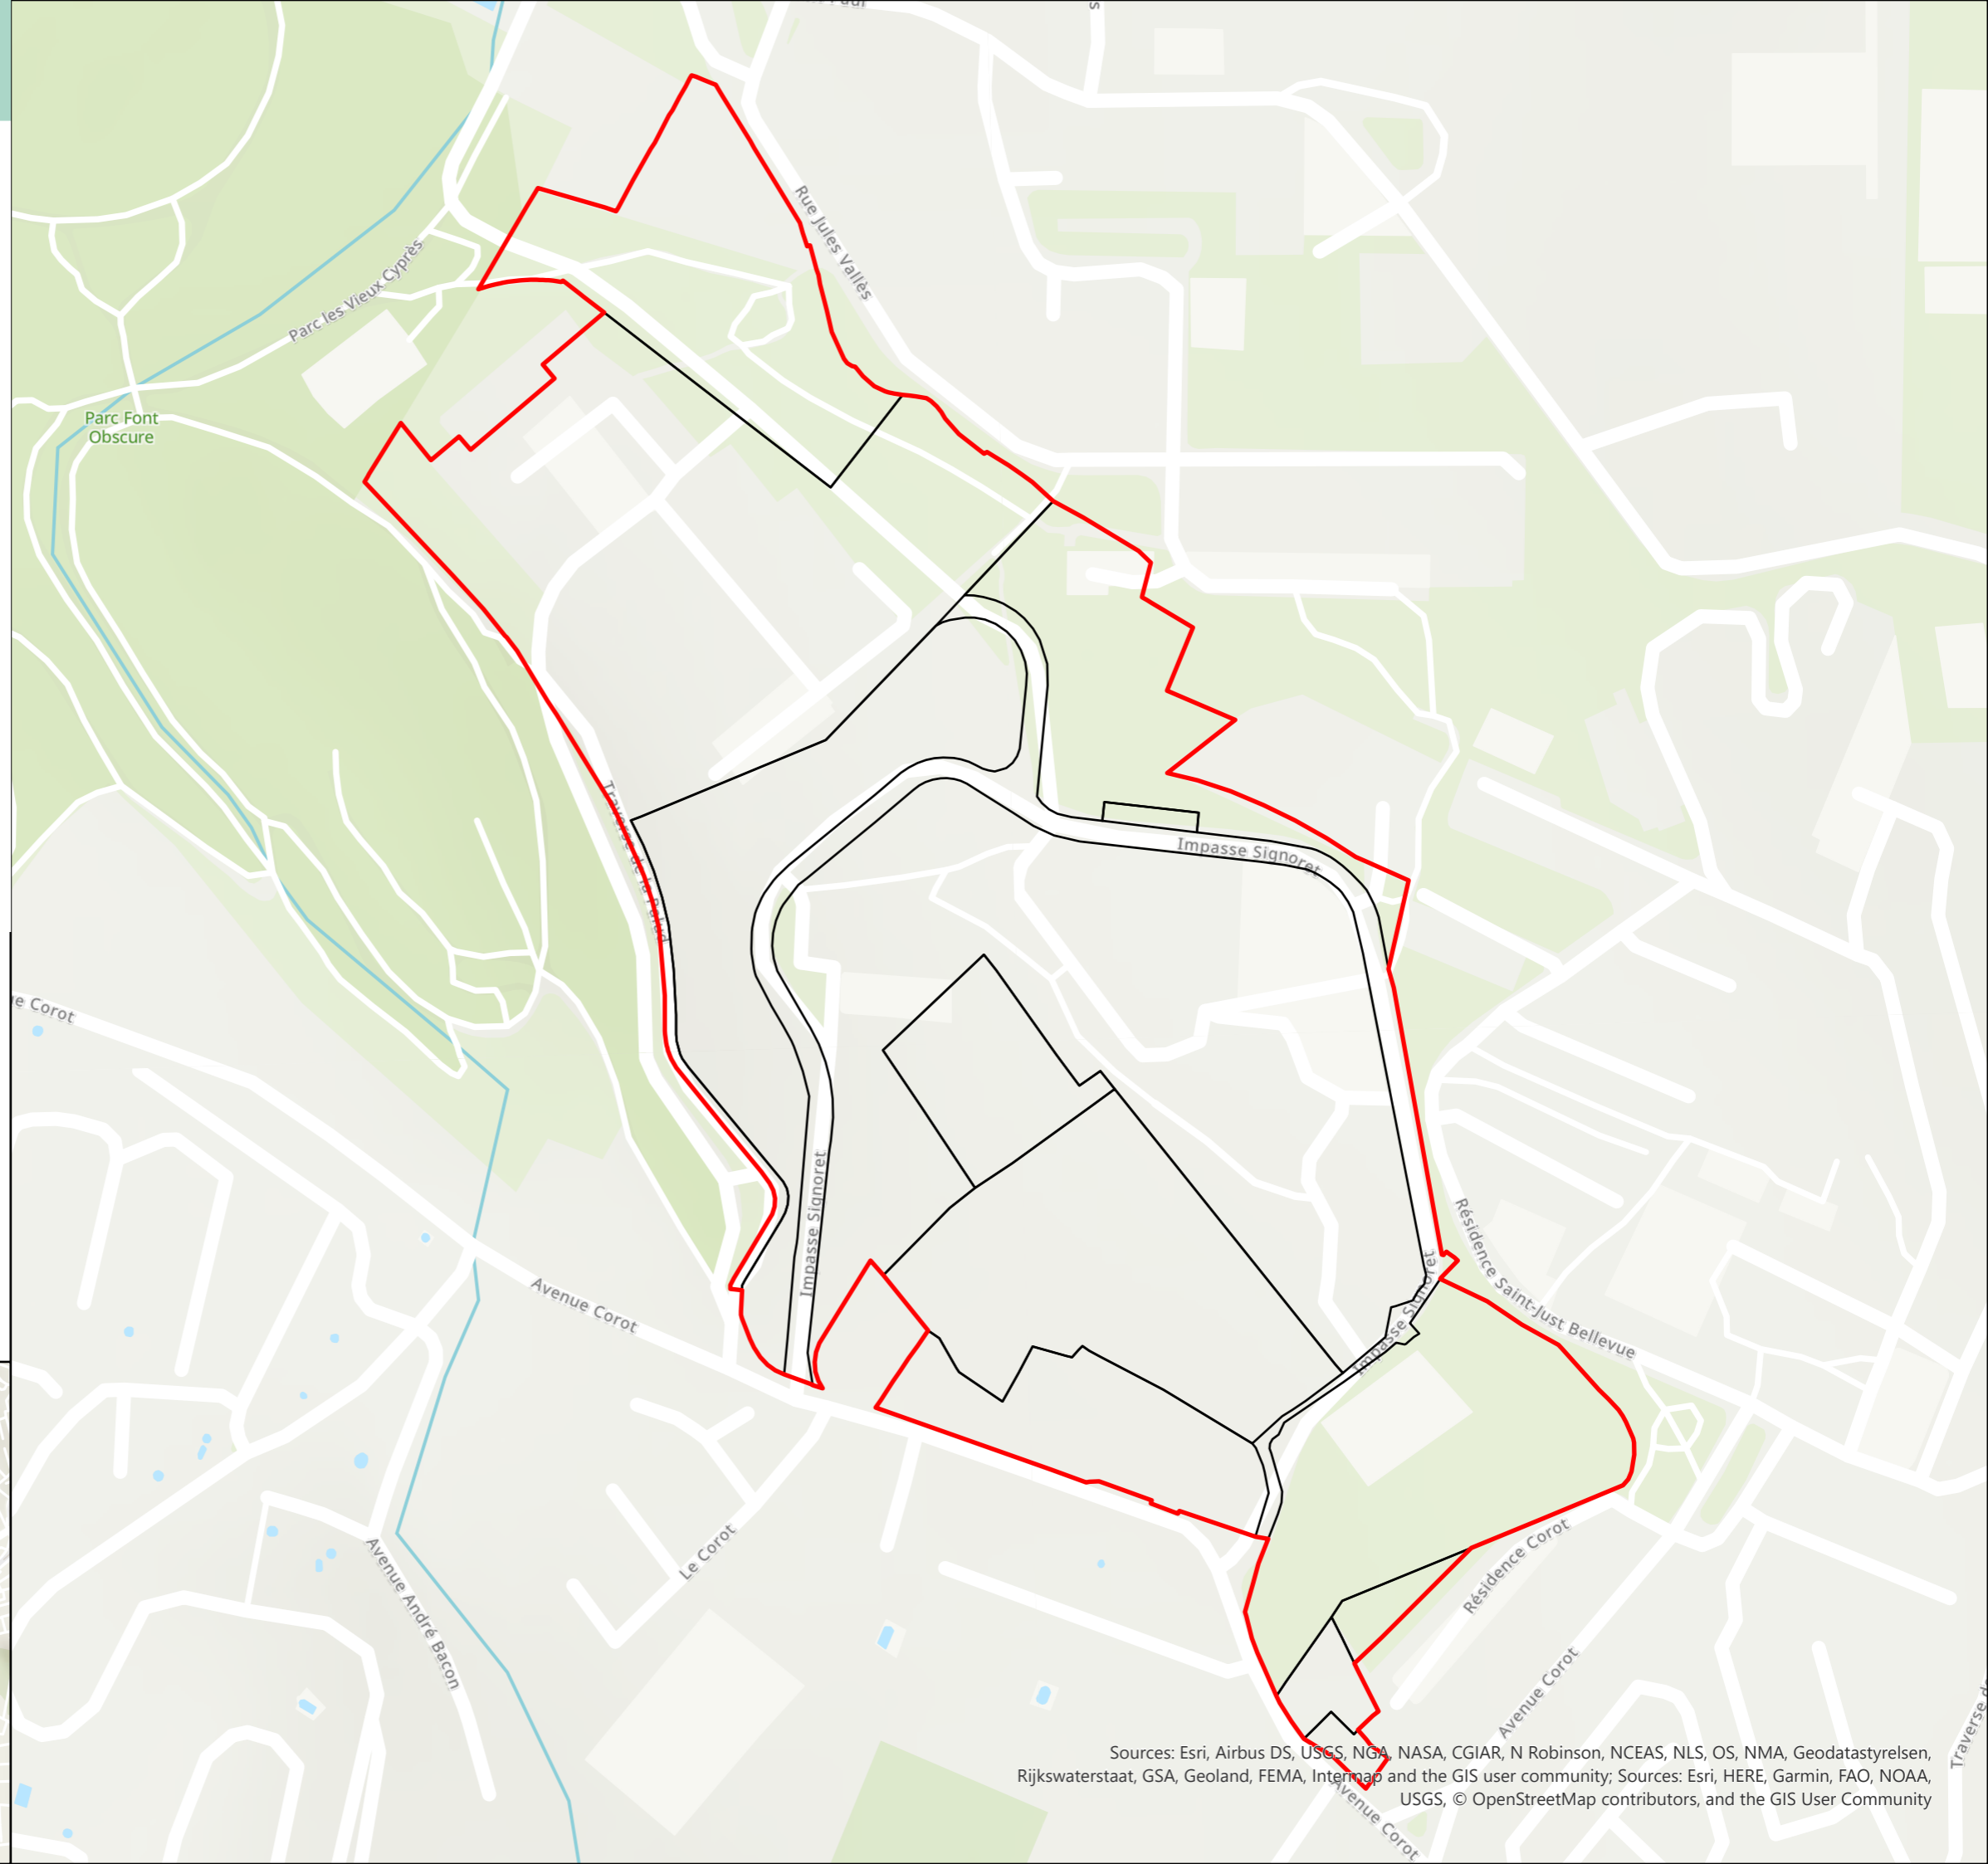 Rue Jules Vallès
Parc les Vieux Cyprès
Parc Font
Obscure
Traverse de la Palud
Impasse Signoret
Corot
Impasse Signoret
Impasse Signoret
Résidence Saint-Just Bellevue
Avenue Corot
Le Corot
Avenue André Bacon
Résidence Corot
Avenue Corot
Traverse
Sources: Esri, Airbus DS, USGS, NGA, NASA, CGIAR, N Robinson, NCEAS, NLS, OS, NMA, Geodatastyrelsen,
Rijkswaterstaat, GSA, Geoland, FEMA, Intermap and the GIS user community; Sources: Esri, HERE, Garmin, FAO, NOAA,
USGS, © OpenStreetMap contributors, and the GIS User Community
Avenue Corot